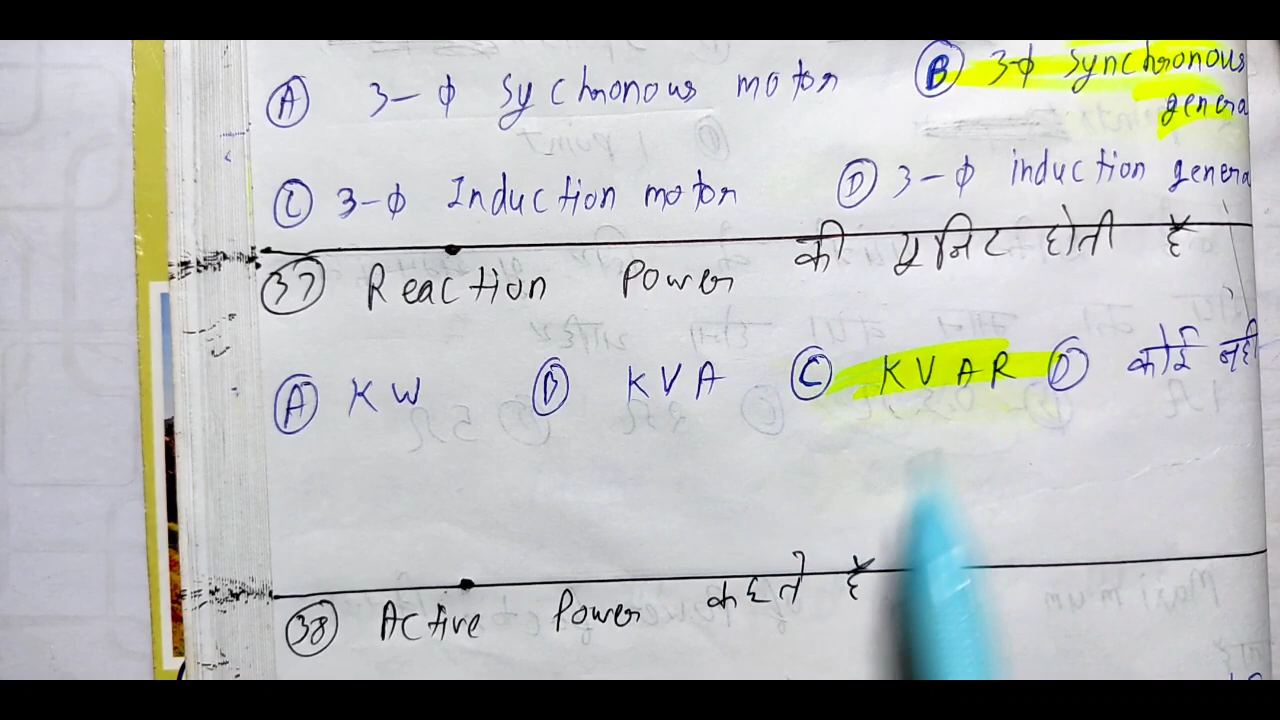 Ⓐ 3-ϕ Sychronous motor Ⓑ 3-ϕ Synchronous
genera
Ⓒ 3-ϕ Induction motor Ⓓ 3-ϕ induction genera
㊲ Reaction Power की यूनिट होती है
Ⓐ KW Ⓑ KVA Ⓒ KVAR Ⓓ कोई नही
㊳ Active Power कहते है